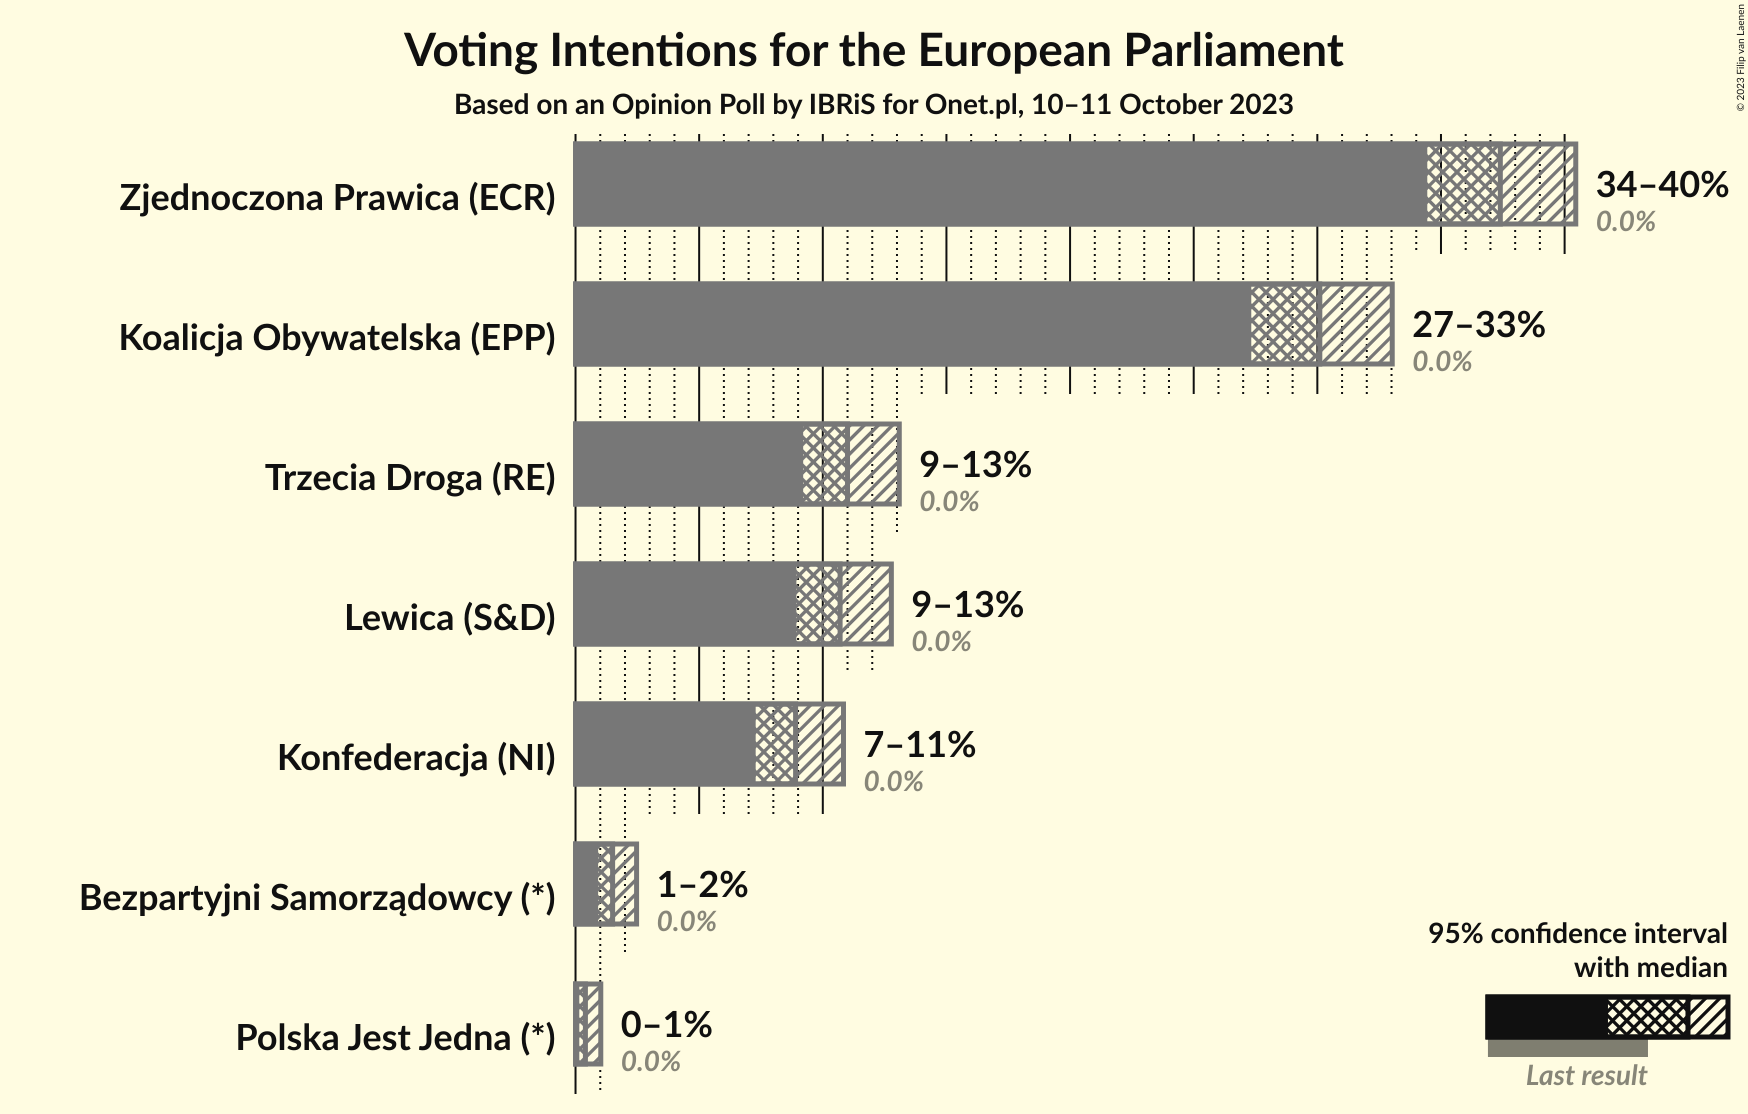 Voting Intentions for the European Parliament
Based on an Opinion Poll by IBRiS for Onet.pl, 10–11 October 2023
© 2023 Filip van Laenen
Zjednoczona Prawica (ECR)
34–40%
0.0%
Koalicja Obywatelska (EPP)
27–33%
0.0%
Trzecia Droga (RE)
9–13%
0.0%
Lewica (S&D)
9–13%
0.0%
Konfederacja (NI)
7–11%
0.0%
Bezpartyjni Samorządowcy (*)
1–2%
0.0%
Polska Jest Jedna (*)
0–1%
0.0%
95% confidence interval
with median
Last result